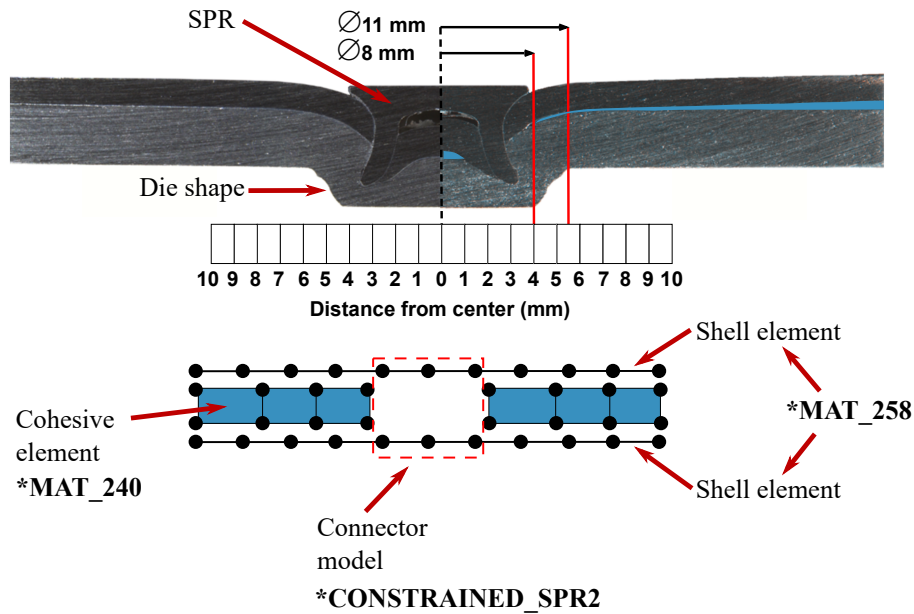 SPR
∅11 mm
∅8 mm
Die shape
10 9 8 7 6 5 4 3 2 1 0 1 2 3 4 5 6 7 8 9 10
Distance from center (mm)
Shell element
*MAT_258
Cohesive
element
*MAT_240
Shell element
Connector
model
*CONSTRAINED_SPR2